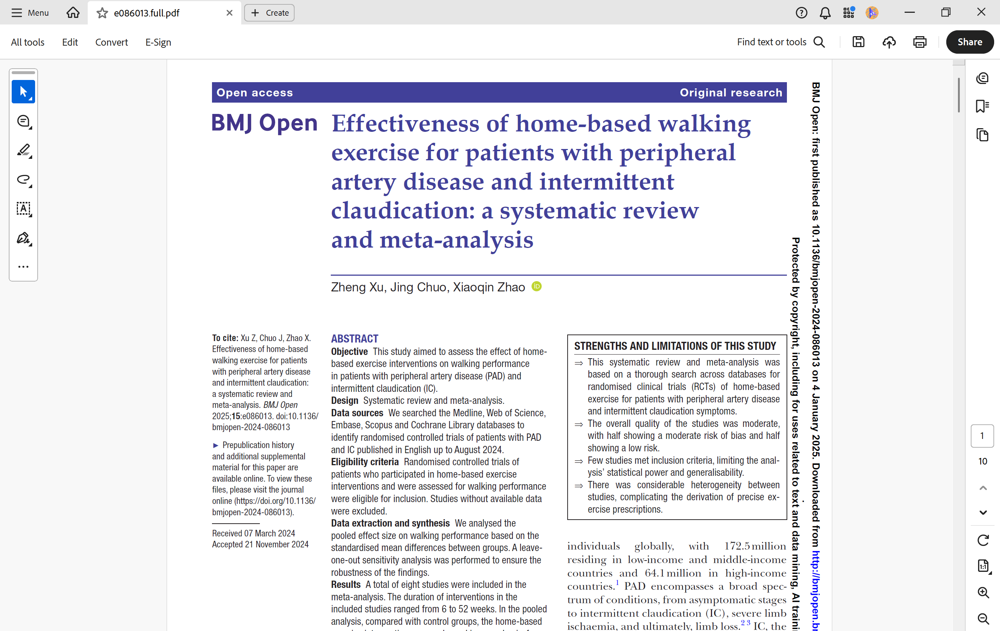 Menu
e086013.full.pdf
Create
All tools
Edit
Convert
E-Sign
Find text or tools
Share
Open access
Original research
BMJ Open
Effectiveness of home-based walking
exercise for patients with peripheral
artery disease and intermittent
claudication: a systematic review
and meta-analysis
Zheng Xu, Jing Chuo, Xiaoqin Zhao
iD
To cite: Xu Z, Chuo J, Zhao X.
Effectiveness of home-based
walking exercise for patients
with peripheral artery disease
and intermittent claudication:
a systematic review and
meta-analysis. BMJ Open
2025;15:e086013. doi:10.1136/
bmjopen-2024-086013
► Prepublication history
and additional supplemental
material for this paper are
available online. To view these
files, please visit the journal
online (https://doi.org/10.1136/
bmjopen-2024-086013).
Received 07 March 2024
Accepted 21 November 2024
ABSTRACT
Objective This study aimed to assess the effect of home-
based exercise interventions on walking performance
in patients with peripheral artery disease (PAD) and
intermittent claudication (IC).
Design Systematic review and meta-analysis.
Data sources We searched the Medline, Web of Science,
Embase, Scopus and Cochrane Library databases to
identify randomised controlled trials of patients with PAD
and IC published in English up to August 2024.
Eligibility criteria Randomised controlled trials of
patients who participated in home-based exercise
interventions and were assessed for walking performance
were eligible for inclusion. Studies without available data
were excluded.
Data extraction and synthesis We analysed the
pooled effect size on walking performance based on the
standardised mean differences between groups. A leave-
one-out sensitivity analysis was performed to ensure the
robustness of the findings.
Results A total of eight studies were included in the
meta-analysis. The duration of interventions in the
included studies ranged from 6 to 52 weeks. In the pooled
analysis, compared with control groups, the home-based
STRENGTHS AND LIMITATIONS OF THIS STUDY
⇒ This systematic review and meta-analysis was
based on a thorough search across databases for
randomised clinical trials (RCTs) of home-based
exercise for patients with peripheral artery disease
and intermittent claudication symptoms.
⇒ The overall quality of the studies was moderate,
with half showing a moderate risk of bias and half
showing a low risk.
⇒ Few studies met inclusion criteria, limiting the anal-
ysis' statistical power and generalisability.
⇒ There was considerable heterogeneity between
studies, complicating the derivation of precise ex-
ercise prescriptions.
individuals globally, with 172.5 million
residing in low-income and middle-income
countries and 64.1 million in high-income
countries.1 PAD encompasses a broad spec-
trum of conditions, from asymptomatic stages
to intermittent claudication (IC), severe limb
ischaemia, and ultimately, limb loss.2 3 IC, the
BMJ Open: first published as 10.1136/bmjopen-2024-086013 on 4 January 2025. Downloaded from http://bmjopen.b
Protected by copyright, including for uses related to text and data mining, AI traini
1
10
1:1